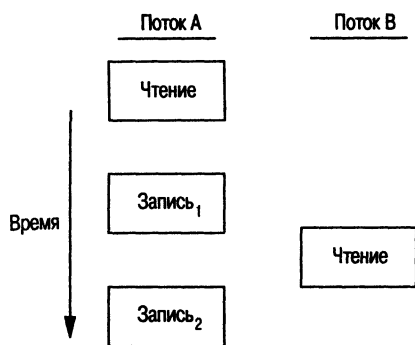 Поток А
Поток В
Чтение
Запись₁
Время
Чтение
Запись₂